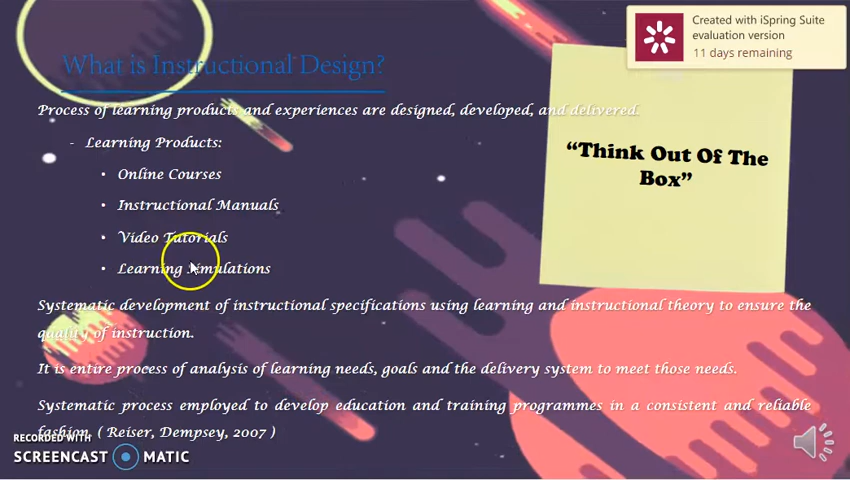 Created with iSpring Suite
evaluation version
11 days remaining
What is Instructional Design?
Process of learning products and experiences are designed, developed, and delivered.
- Learning Products:
• Online Courses
• Instructional Manuals
• Video Tutorials
• Learning Simulations
“Think Out Of The
Box”
Systematic development of instructional specifications using learning and instructional theory to ensure the
quality of instruction.
It is entire process of analysis of learning needs, goals and the delivery system to meet those needs.
Systematic process employed to develop education and training programmes in a consistent and reliable
fashion. ( Reiser, Dempsey, 2007 )
RECORDED WITH
SCREENCAST MATIC